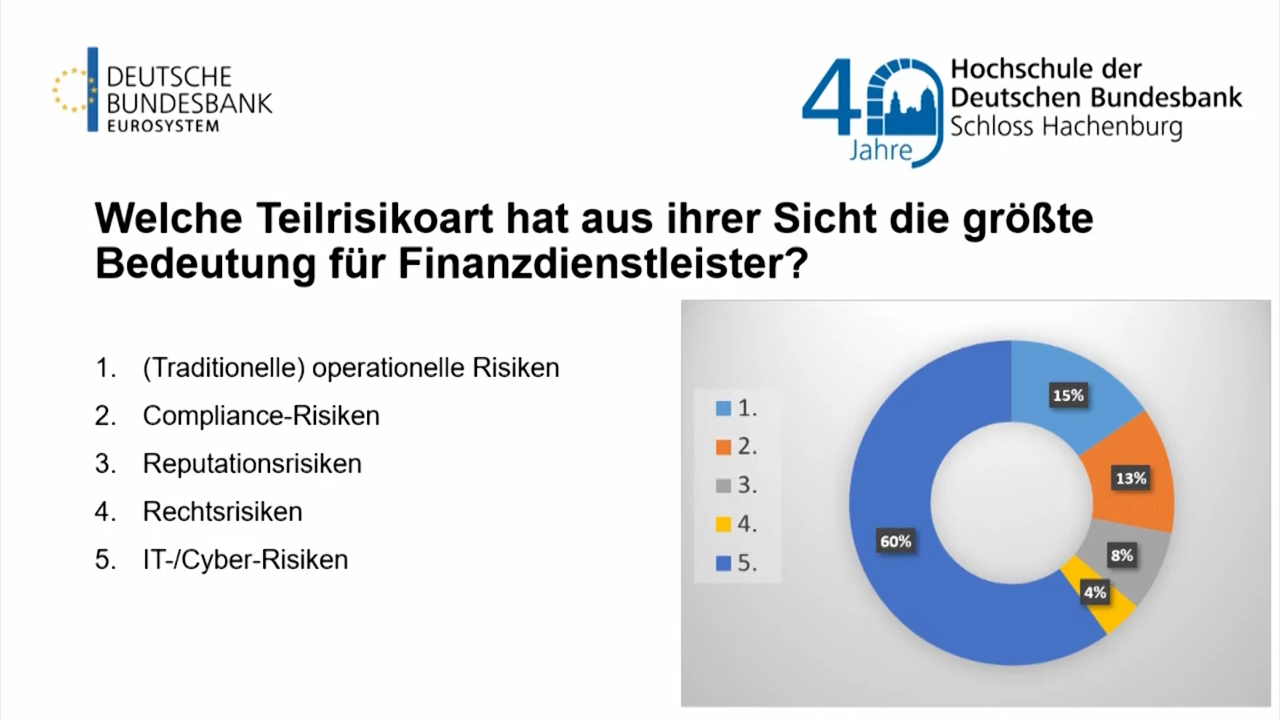 DEUTSCHE
BUNDESBANK
EUROSYSTEM
40
Jahre
Hochschule der
Deutschen Bundesbank
Schloss Hachenburg
Welche Teilrisikoart hat aus ihrer Sicht die größte
Bedeutung für Finanzdienstleister?
1. (Traditionelle) operationelle Risiken
2. Compliance-Risiken
3. Reputationsrisiken
4. Rechtsrisiken
5. IT-/Cyber-Risiken
1.
2.
3.
4.
5.
15%
13%
8%
4%
60%